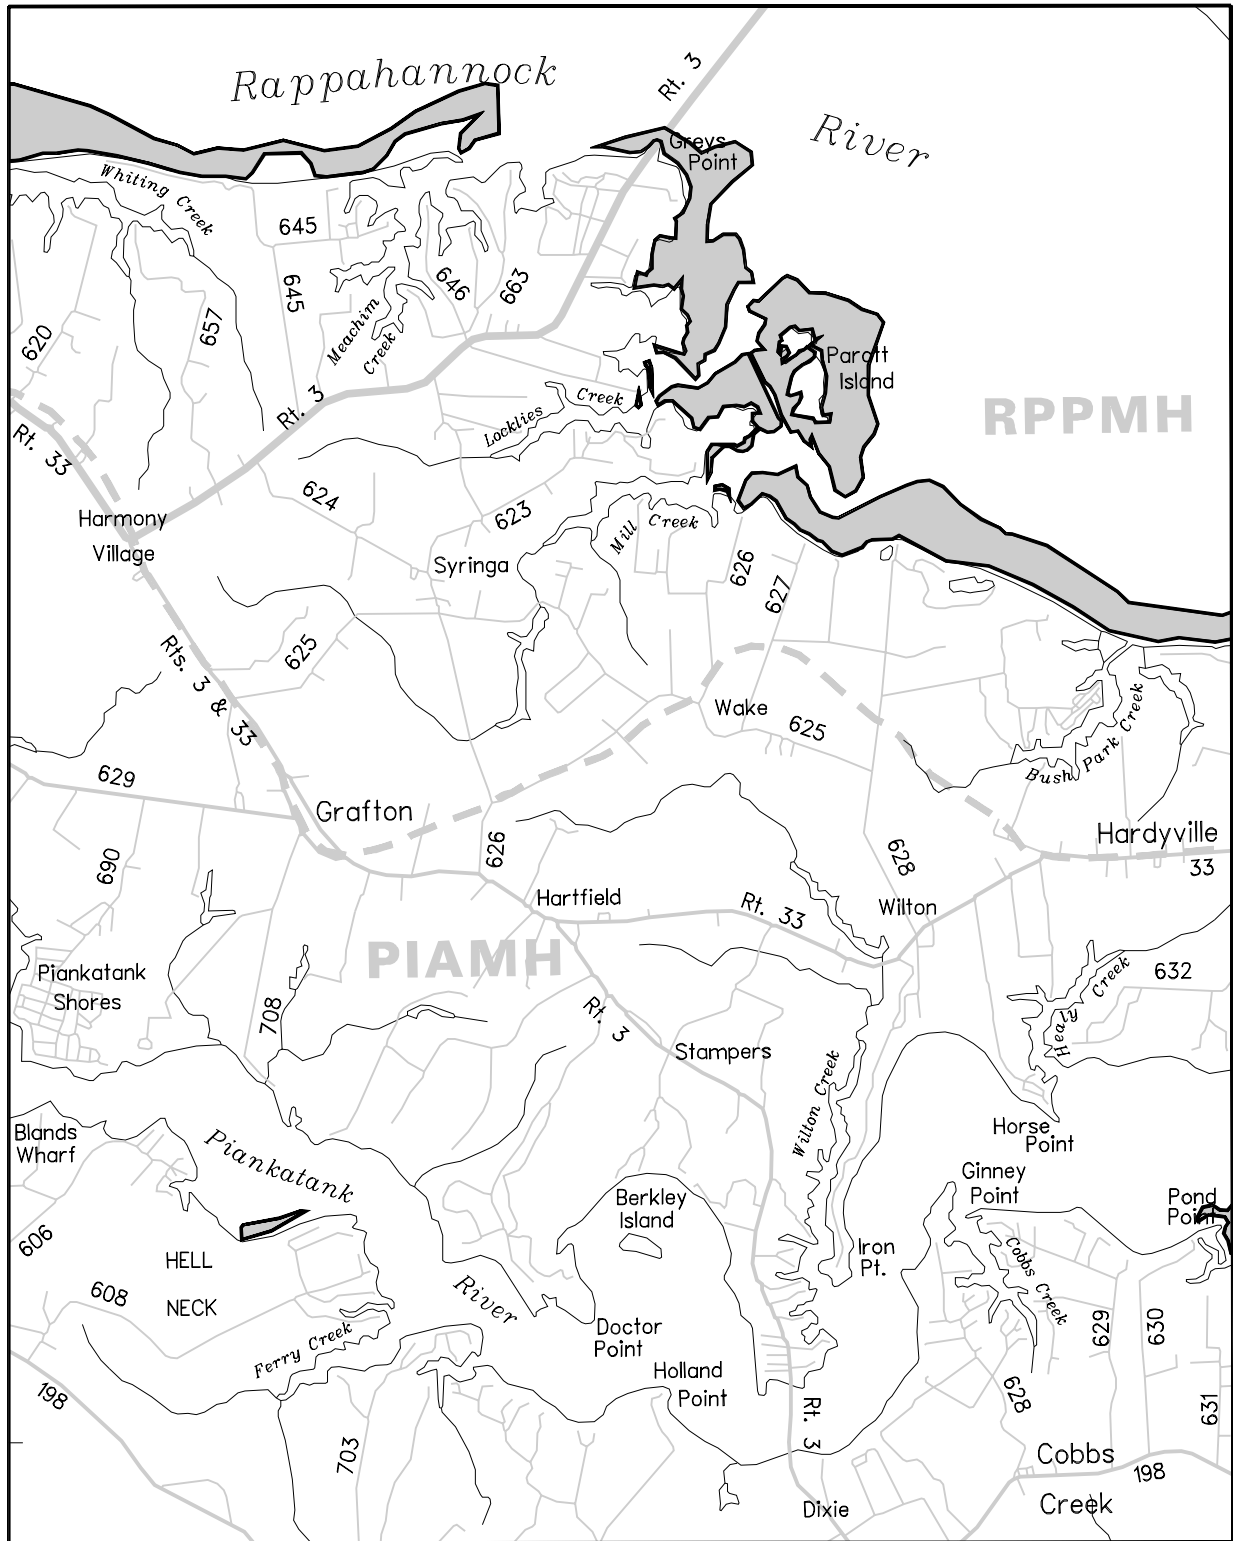 Rappahannock
River
Rt. 3
Greys
Point
Whiting Creek
645
645
646
663
657
620
Meachim
Creek
Parott
Island
RPPMH
Rt. 3
Locklies
Creek
Rt. 33
Harmony
Village
624
623
Mill
Creek
Syringa
626
627
625
Rts. 3 & 33
Wake
625
Bush Park Creek
629
Grafton
626
628
Hardyville
33
690
Hartfield
Rt. 33
Wilton
PIAMH
Piankatank
Shores
708
Rt. 3
Stampers
Healy
Creek
632
Wilton Creek
Horse
Point
Blands
Wharf
Piankatank
River
Berkley
Island
Ginney
Point
Pond
Point
606
HELL
NECK
608
Iron
Pt.
Cobbs Creek
Ferry Creek
Doctor
Point
629
630
Holland
Point
198
628
631
Rt. 3
703
Cobbs
Creek
198
Dixie